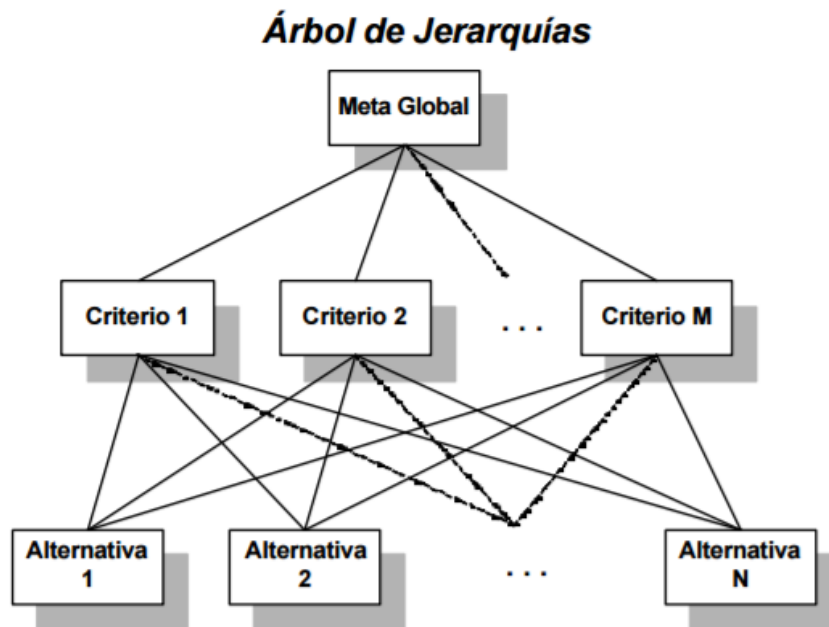 Árbol de Jerarquías
Meta Global
Criterio 1
Criterio 2
. . .
Criterio M
Alternativa
1
Alternativa
2
. . .
Alternativa
N